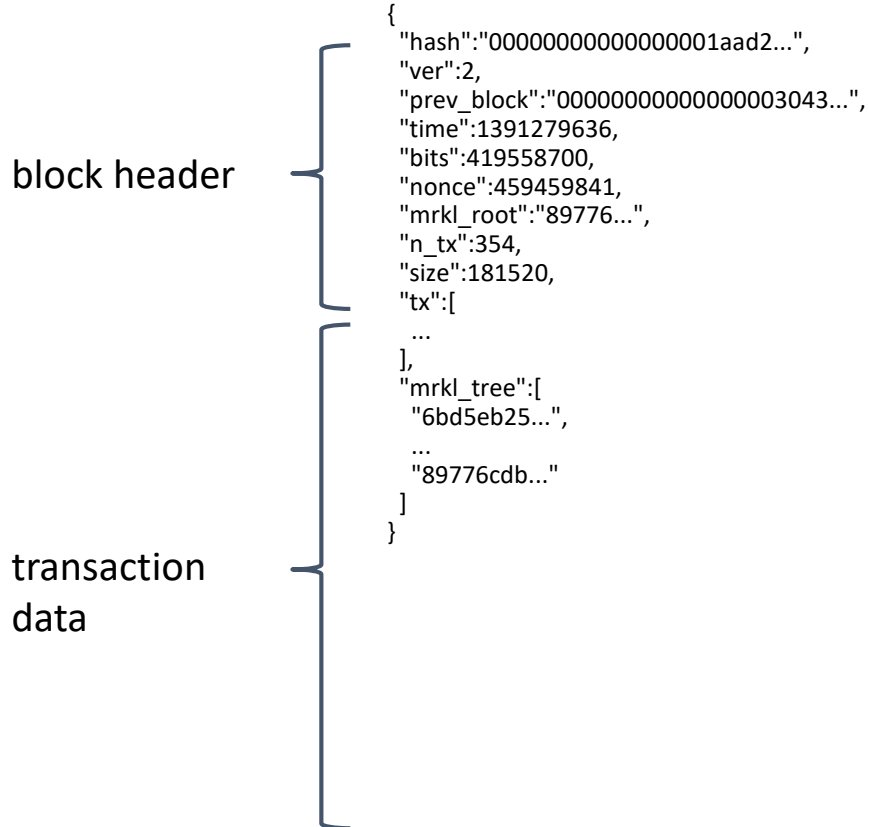 block header
transaction
data
{
"hash":"00000000000000001aad2...",
"ver":2,
"prev_block":"00000000000000003043...",
"time":1391279636,
"bits":419558700,
"nonce":459459841,
"mrkl_root":"89776...",
"n_tx":354,
"size":181520,
"tx":[
...
],
"mrkl_tree":[
"6bd5eb25...",
...
"89776cdb..."
]
}